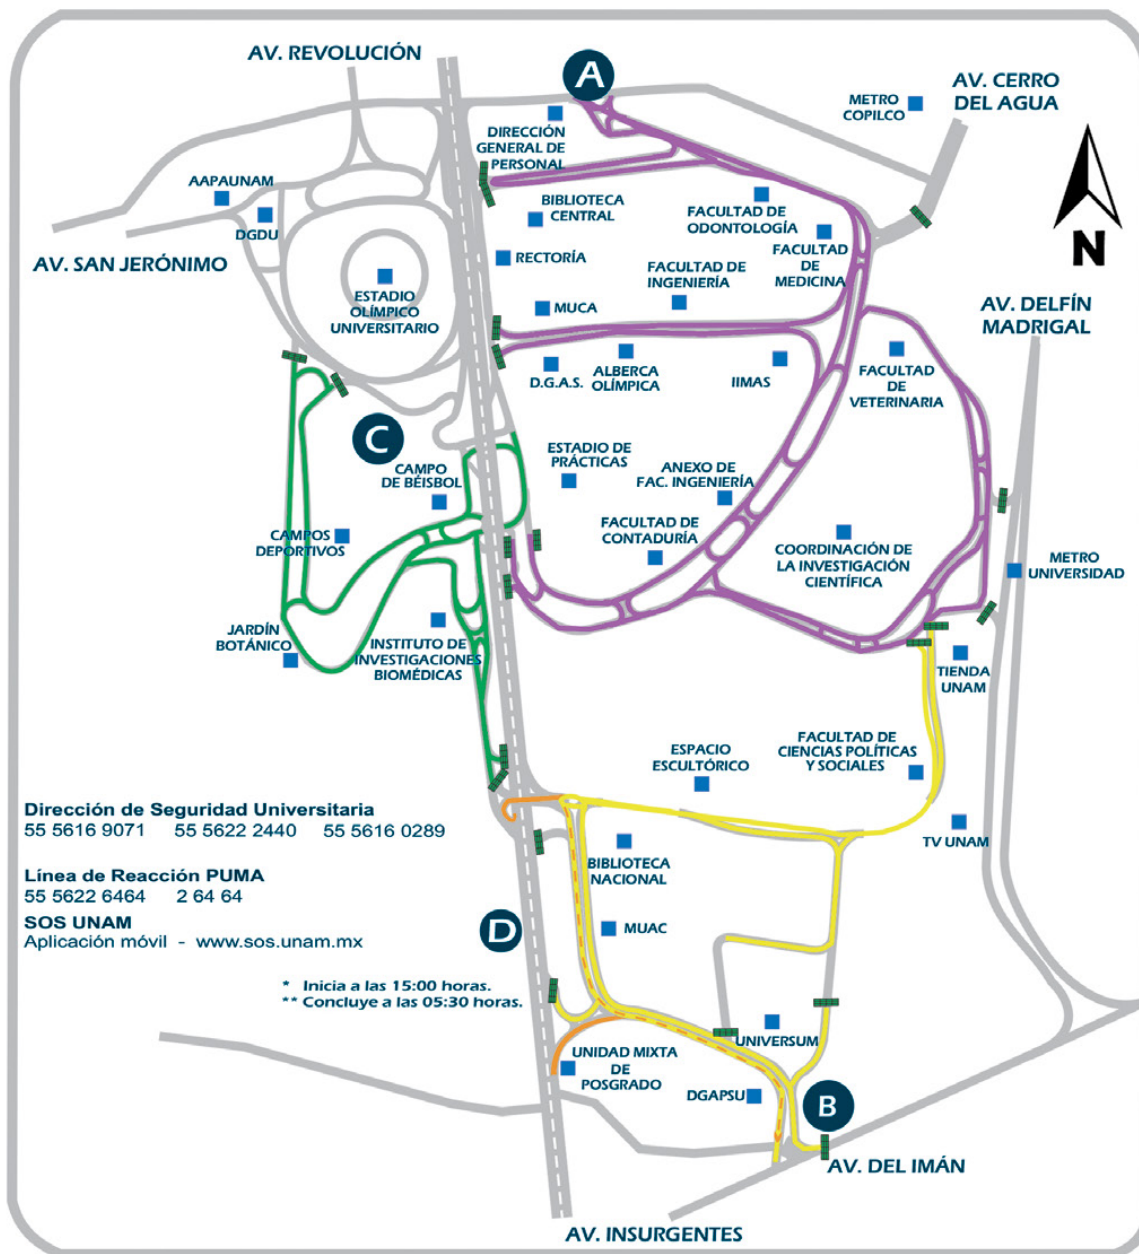 AV. REVOLUCIÓN
A
AV. CERRO
DEL AGUA
METRO
COPILCO
DIRECCIÓN
GENERAL DE
PERSONAL
AAPAUNAM
DGDU
BIBLIOTECA
CENTRAL
FACULTAD DE
ODONTOLOGÍA
FACULTAD
DE
MEDICINA
N
AV. SAN JERÓNIMO
RECTORÍA
FACULTAD DE
INGENIERÍA
ESTADIO
OLÍMPICO
UNIVERSITARIO
MUCA
AV. DELFÍN
MADRIGAL
D.G.A.S.
ALBERCA
OLÍMPICA
IIMAS
FACULTAD
DE
VETERINARIA
C
CAMPO
DE BÉISBOL
ESTADIO DE
PRÁCTICAS
ANEXO DE
FAC. INGENIERÍA
CAMPOS
DEPORTIVOS
FACULTAD DE
CONTADURÍA
COORDINACIÓN DE
LA INVESTIGACIÓN
CIENTÍFICA
METRO
UNIVERSIDAD
JARDÍN
BOTÁNICO
INSTITUTO DE
INVESTIGACIONES
BIOMÉDICAS
TIENDA
UNAM
ESPACIO
ESCULTÓRICO
FACULTAD DE
CIENCIAS POLÍTICAS
Y SOCIALES
Dirección de Seguridad Universitaria
55 5616 9071 55 5622 2440 55 5616 0289
TV UNAM
BIBLIOTECA
NACIONAL
Línea de Reacción PUMA
55 5622 6464 2 64 64
SOS UNAM
Aplicación móvil - www.sos.unam.mx
D
MUAC
* Inicia a las 15:00 horas.
** Concluye a las 05:30 horas.
UNIVERSUM
UNIDAD MIXTA
DE
POSGRADO
DGAPSU
B
AV. DEL IMÁN
AV. INSURGENTES